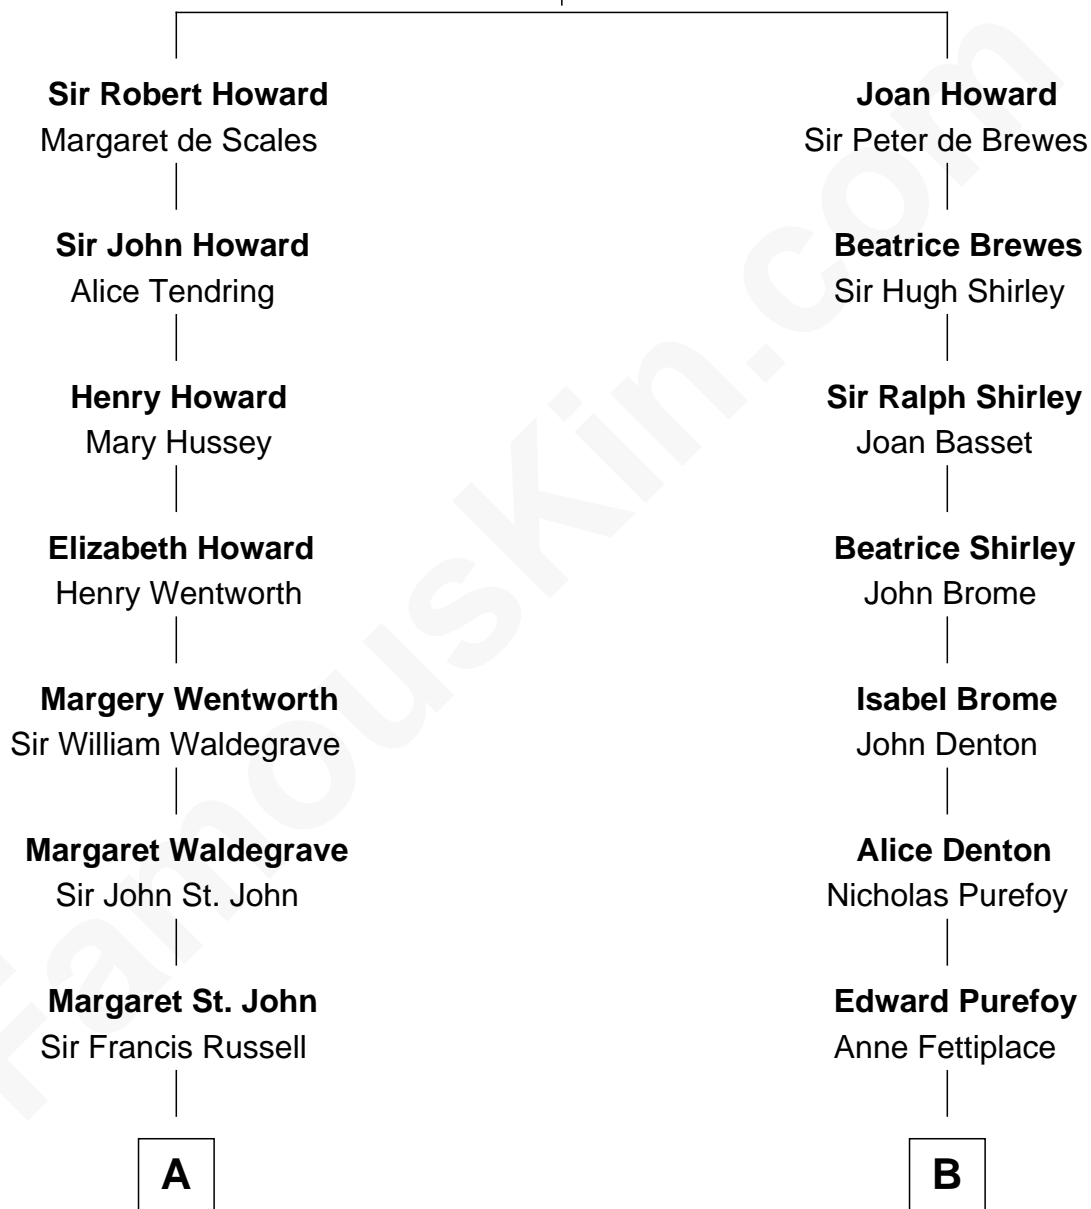 Sir Robert Howard
Margaret de Scales
Sir John Howard
Alice Tendring
Henry Howard
Mary Hussey
Elizabeth Howard
Henry Wentworth
Margery Wentworth
Sir William Waldegrave
Margaret Waldegrave
Sir John St. John
Margaret St. John
Sir Francis Russell
A
Joan Howard
Sir Peter de Brewes
Beatrice Brewes
Sir Hugh Shirley
Sir Ralph Shirley
Joan Basset
Beatrice Shirley
John Brome
Isabel Brome
John Denton
Alice Denton
Nicholas Purefoy
Edward Purefoy
Anne Fettiplace
B
FamousKin.com